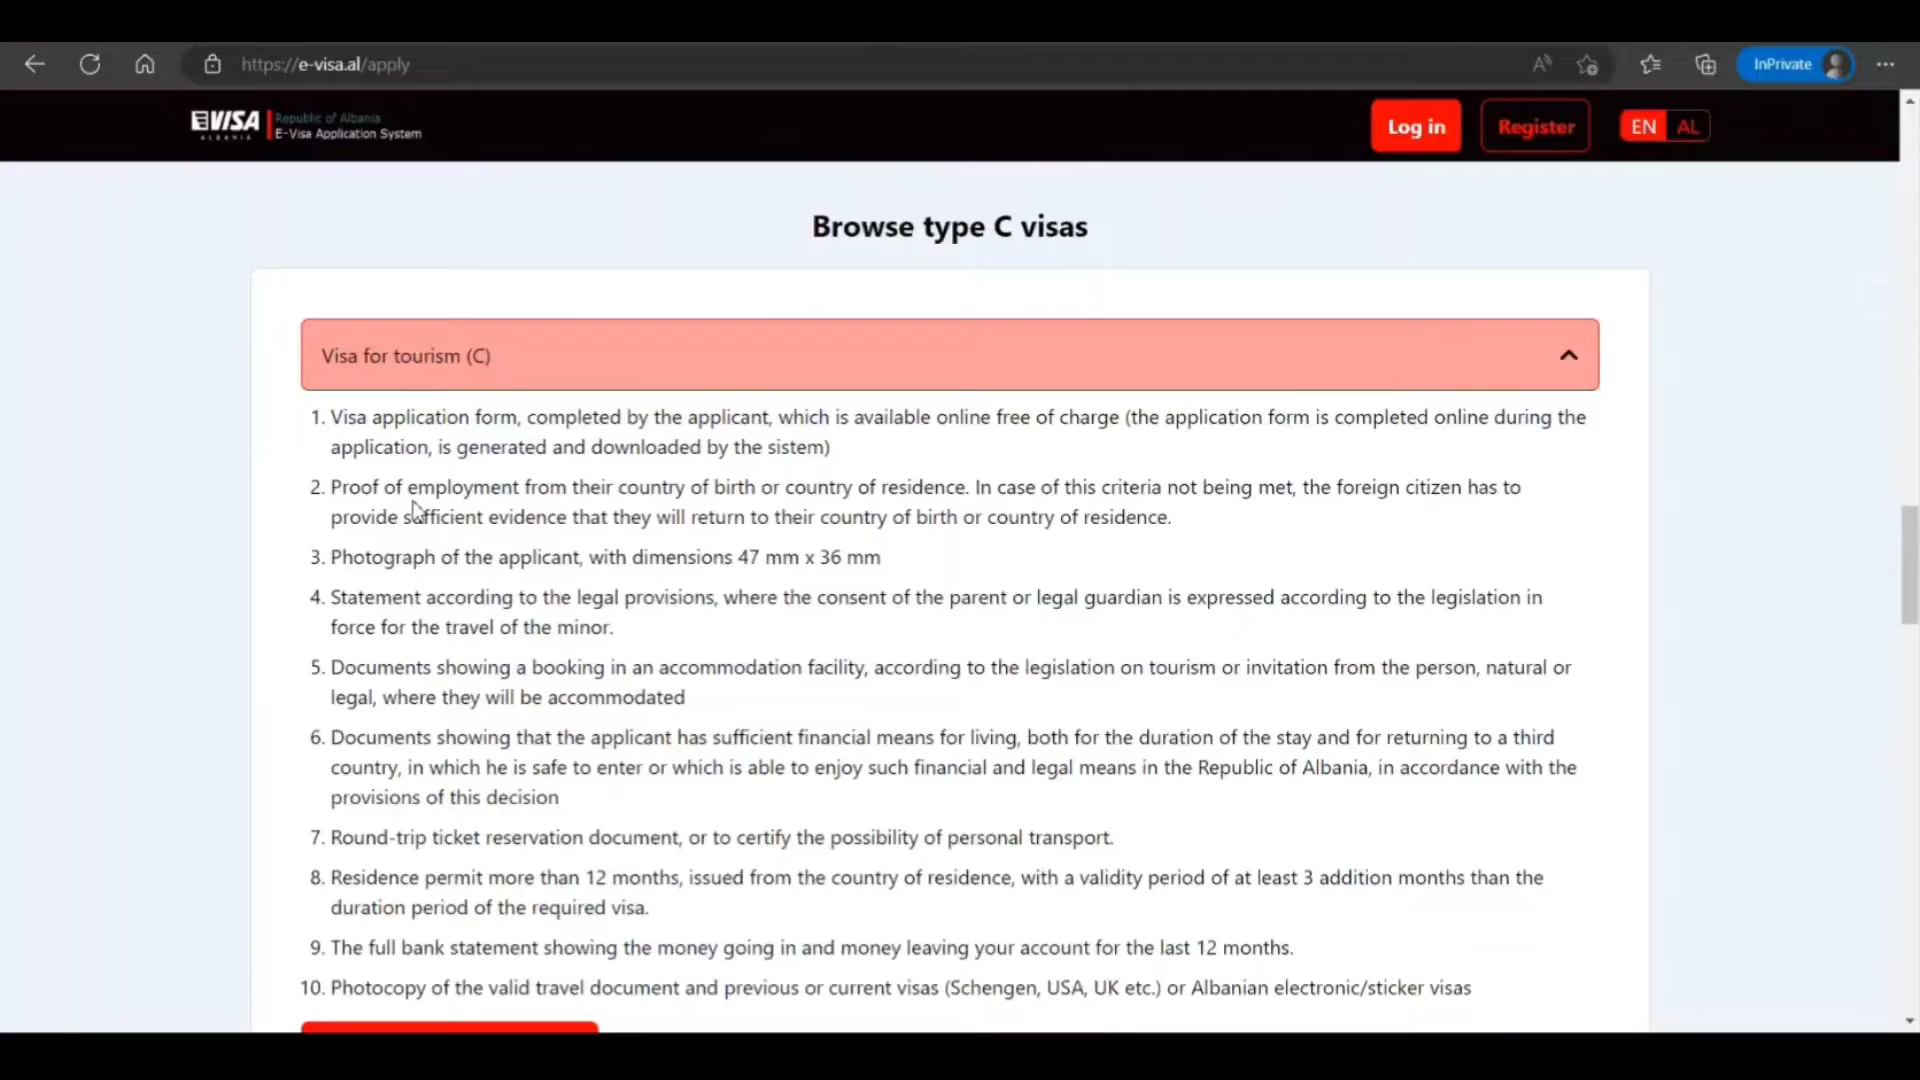 https://e-visa.al/apply
InPrivate
EVISA
ALBANIA
Republic of Albania
E-Visa Application System
Log in
Register
EN AL
Browse type C visas
Visa for tourism (C)
1. Visa application form, completed by the applicant, which is available online free of charge (the application form is completed online during the
application, is generated and downloaded by the sistem)
2. Proof of employment from their country of birth or country of residence. In case of this criteria not being met, the foreign citizen has to
provide sufficient evidence that they will return to their country of birth or country of residence.
3. Photograph of the applicant, with dimensions 47 mm x 36 mm
4. Statement according to the legal provisions, where the consent of the parent or legal guardian is expressed according to the legislation in
force for the travel of the minor.
5. Documents showing a booking in an accommodation facility, according to the legislation on tourism or invitation from the person, natural or
legal, where they will be accommodated
6. Documents showing that the applicant has sufficient financial means for living, both for the duration of the stay and for returning to a third
country, in which he is safe to enter or which is able to enjoy such financial and legal means in the Republic of Albania, in accordance with the
provisions of this decision
7. Round-trip ticket reservation document, or to certify the possibility of personal transport.
8. Residence permit more than 12 months, issued from the country of residence, with a validity period of at least 3 addition months than the
duration period of the required visa.
9. The full bank statement showing the money going in and money leaving your account for the last 12 months.
10. Photocopy of the valid travel document and previous or current visas (Schengen, USA, UK etc.) or Albanian electronic/sticker visas